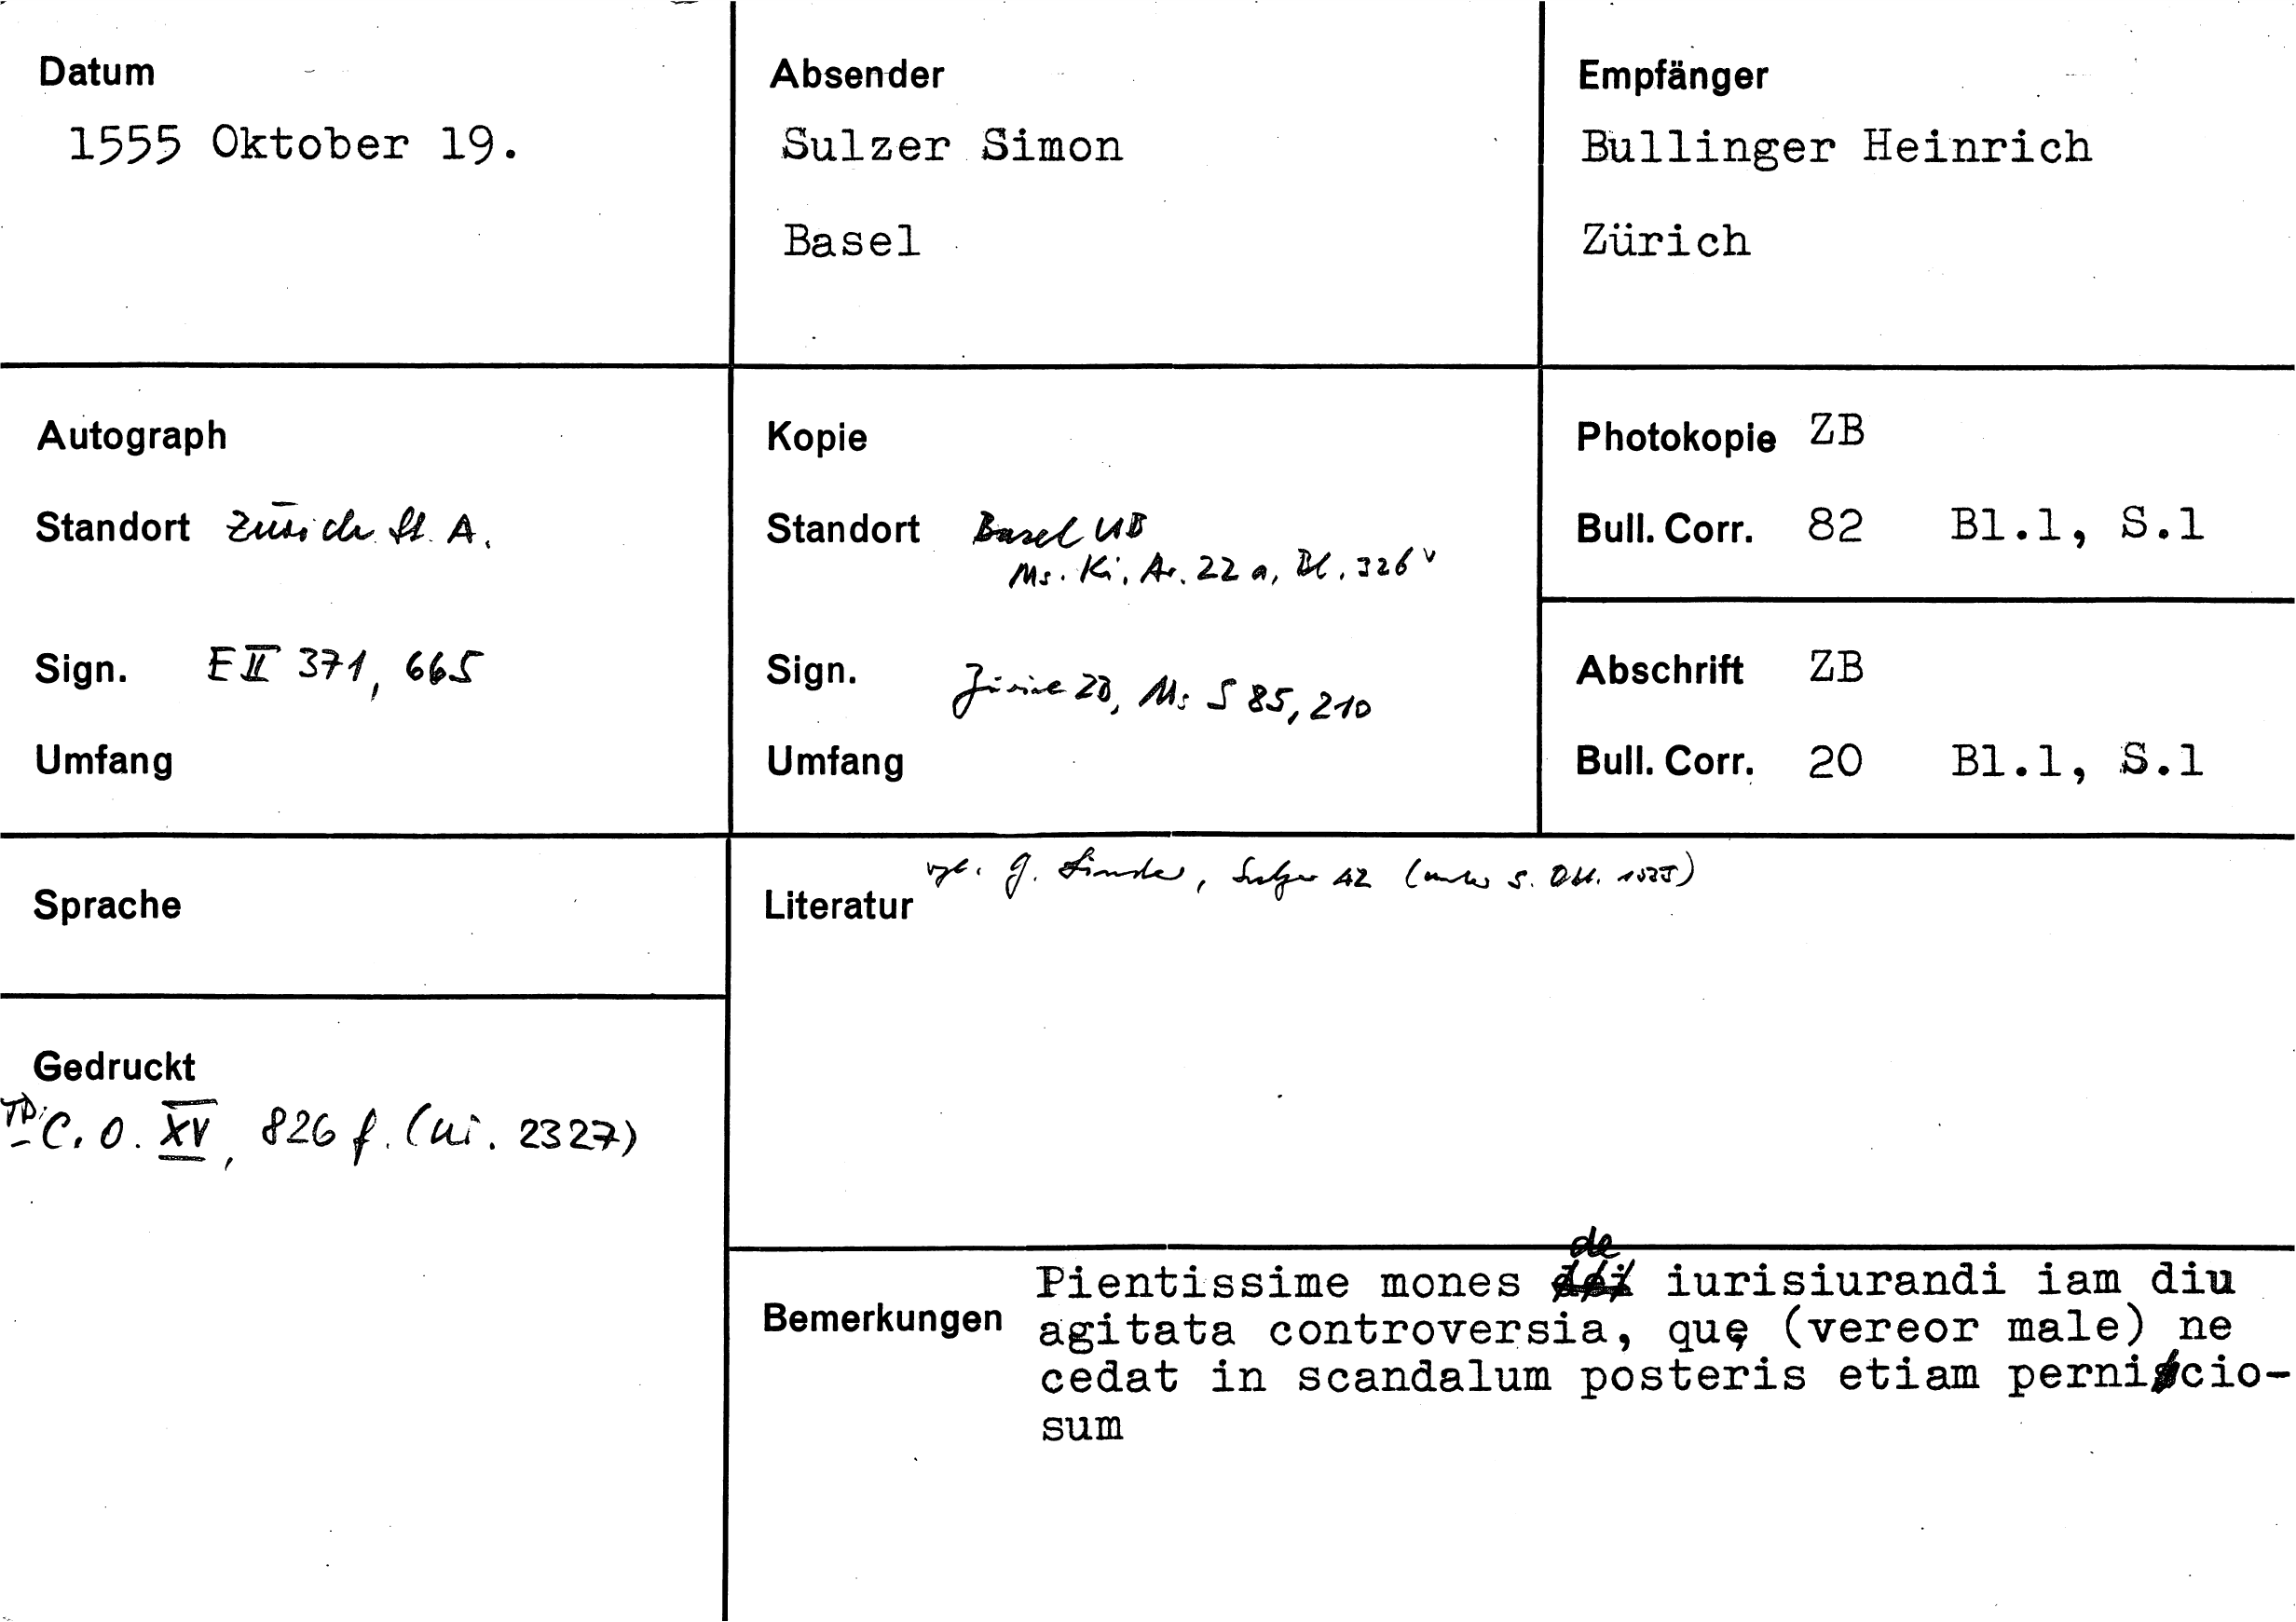 Datum
1555 Oktober 19.
Absender
Sulzer Simon
Basel
Empfänger
Bullinger Heinrich
Zürich
Autograph
Standort Zürich St. A.
Sign. E II 371, 665
Umfang
Kopie
Standort Basel UB
Ms. Ki. Ar. 22 a, Bl. 326 v
Sign. Zürich ZB, Ms S 85, 210
Umfang
Photokopie ZB
Bull. Corr. 82 Bl.1, S.1
Abschrift ZB
Bull. Corr. 20 Bl.1, S.1
Sprache
Gedruckt
C. O. XV, 826 f. (Nr. 2327)
vgl. G. Linder, Sulzer 42 (unter 5. Okt. 1555)
Literatur
Bemerkungen
de
Pientissime mones iurisiurandi iam diu
agitata controversia, quę (vereor male) ne
cedat in scandalum posteris etiam pernicio-
sum